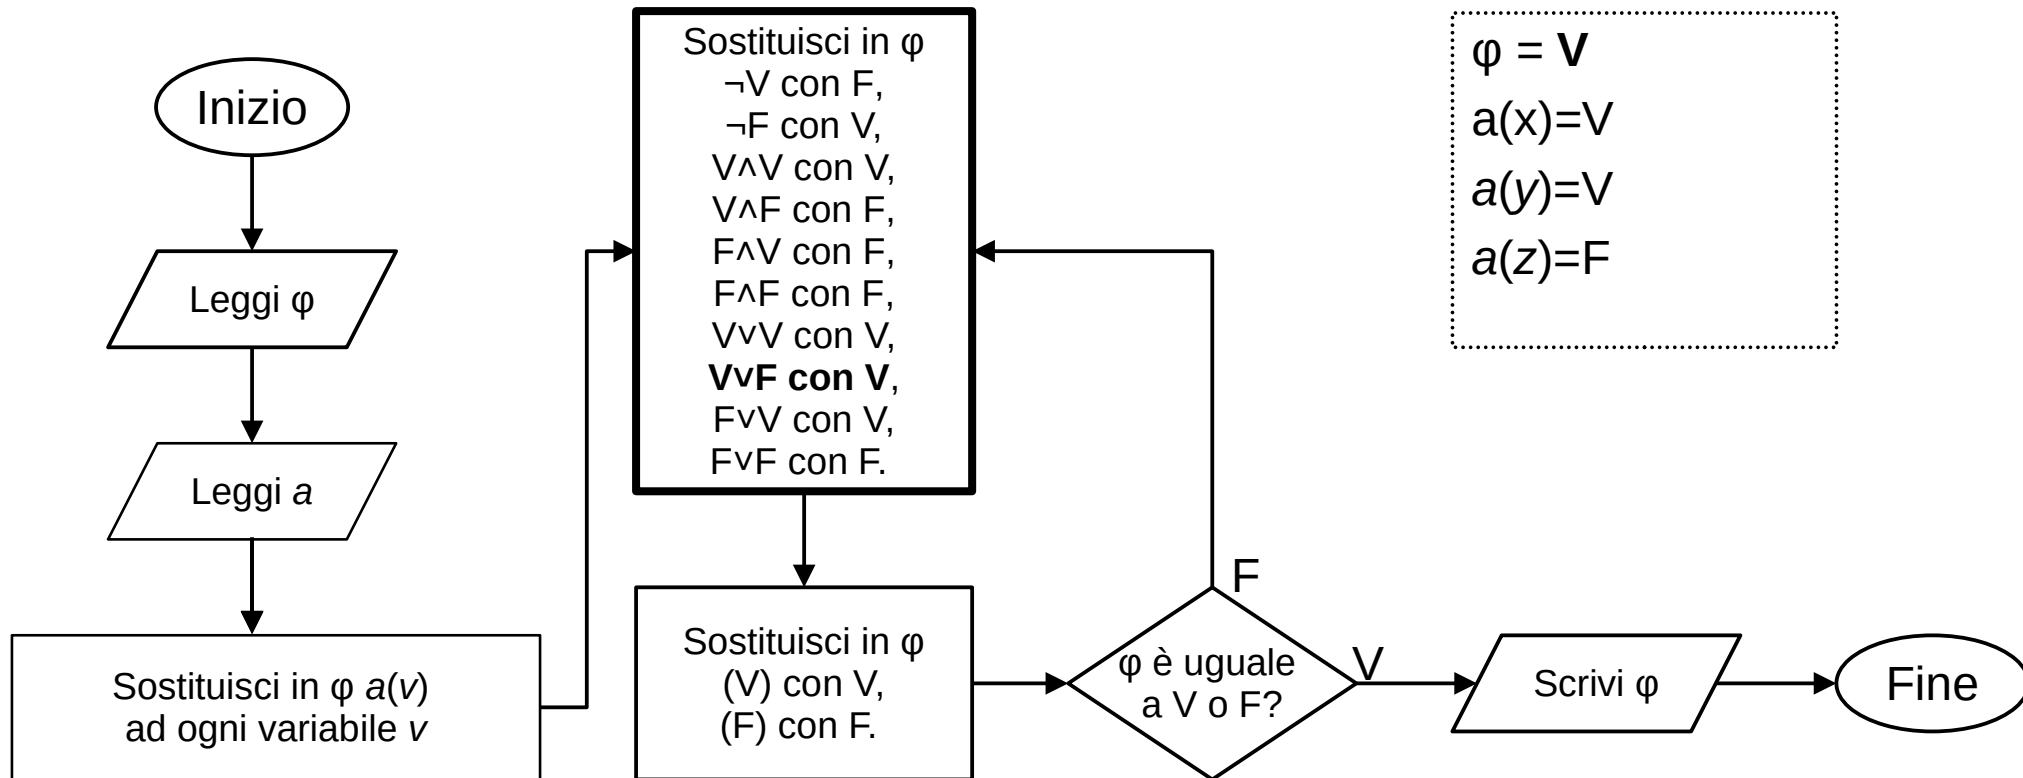 Inizio
Leggi φ
Leggi a
Sostituisci in φ a(v)
ad ogni variabile v
Sostituisci in φ
¬V con F,
¬F con V,
V∧V con V,
V∧F con F,
F∧V con F,
F∧F con F,
V∨V con V,
V∨F con V,
F∨V con V,
F∨F con F.
Sostituisci in φ
(V) con V,
(F) con F.
φ è uguale
a V o F?
F
V
Scrivi φ
Fine
φ = V
a(x)=V
a(y)=V
a(z)=F